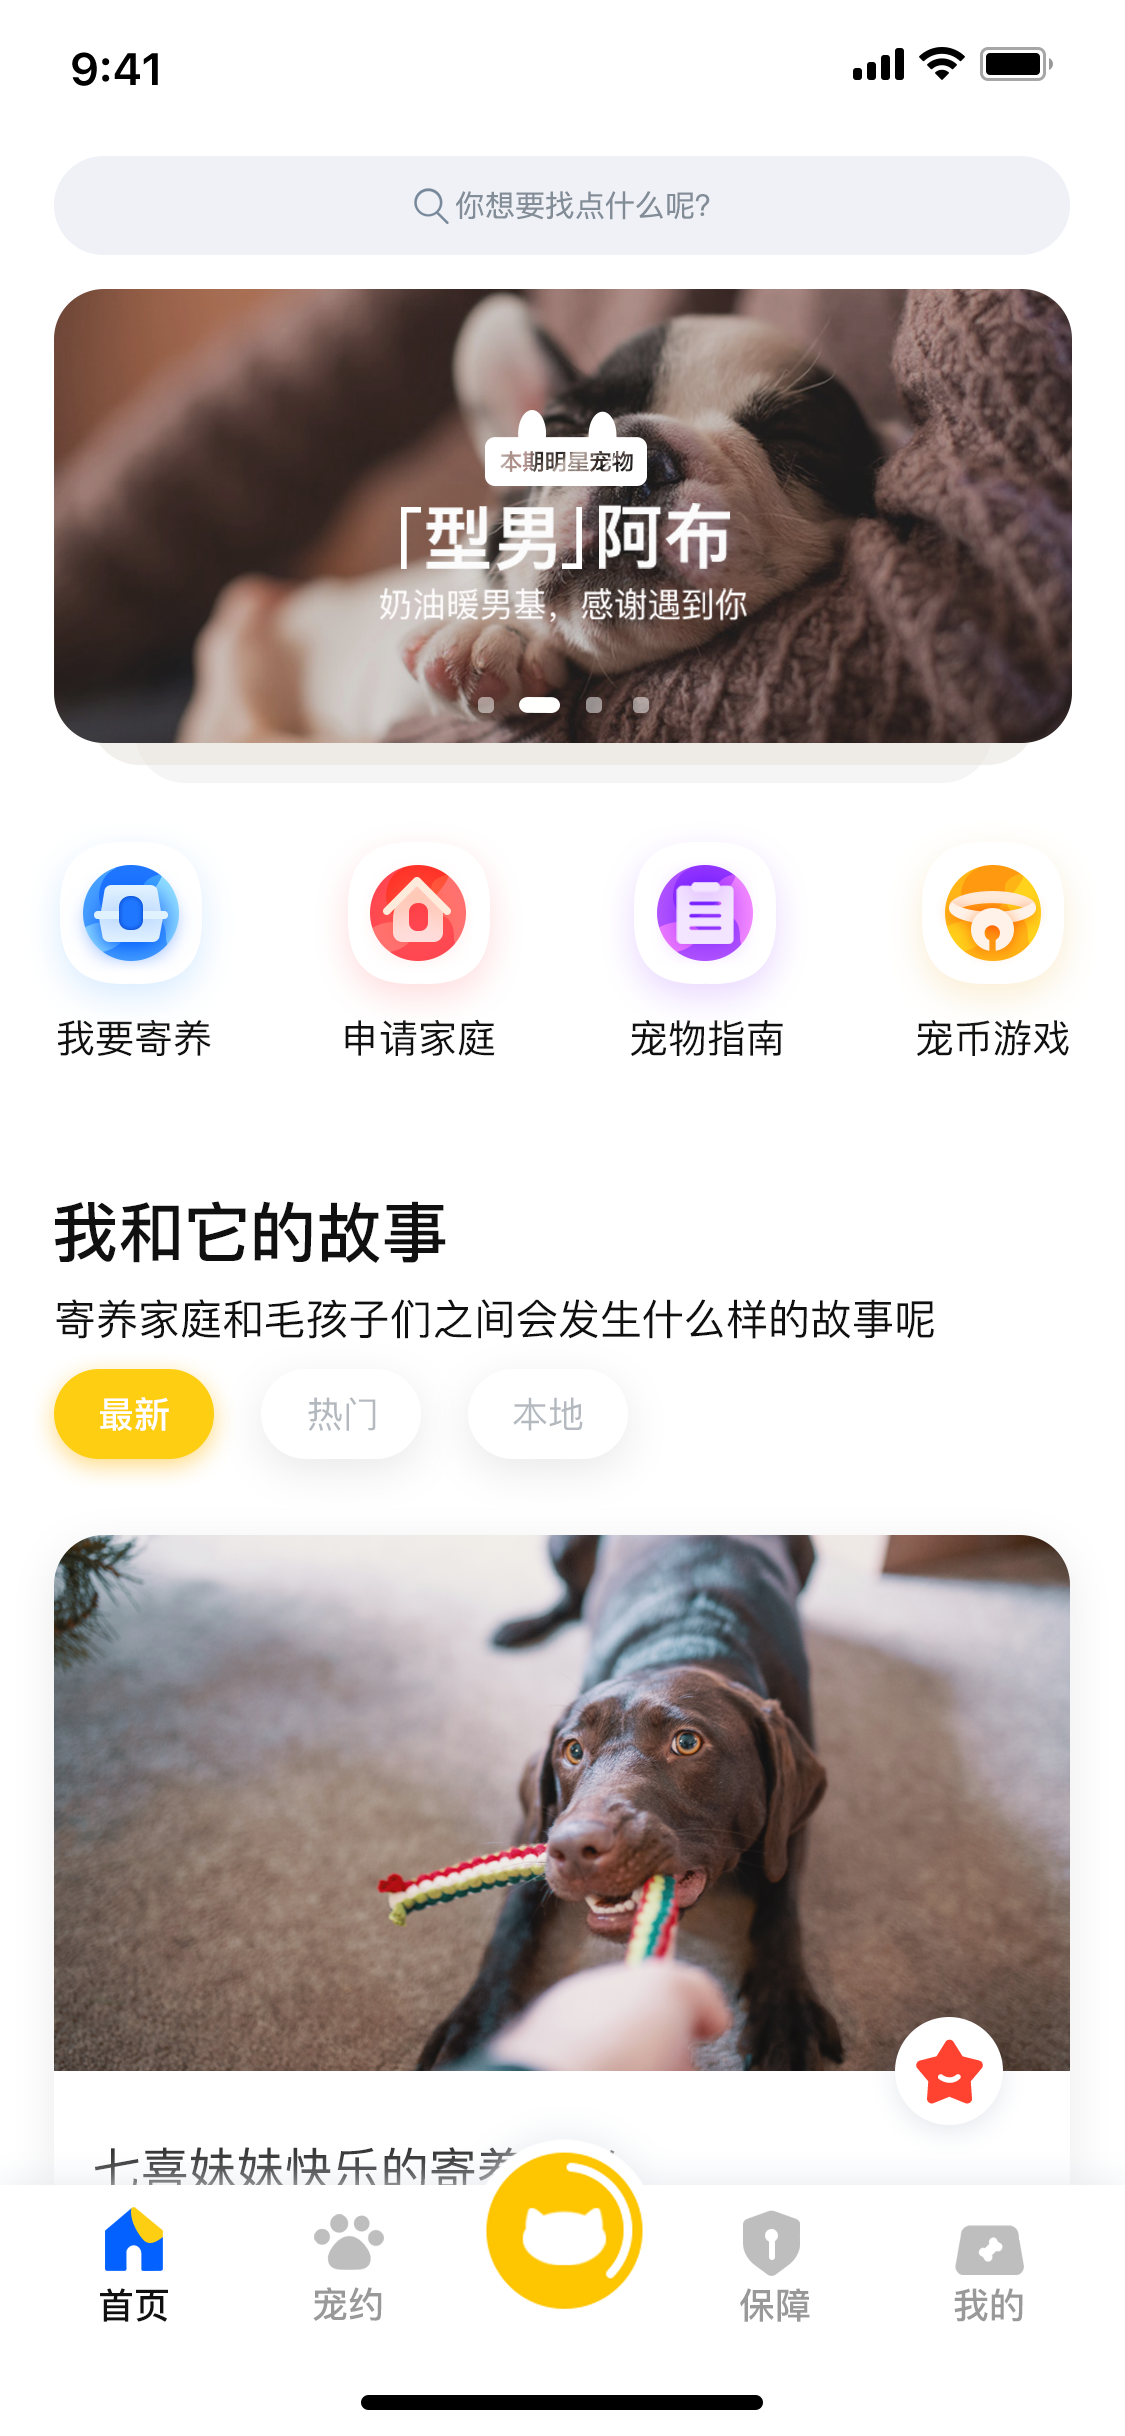 9:41
你想要找点什么呢?
本期明星宠物
「型男」阿布
奶油暖男基，感谢遇到你
我要寄养
申请家庭
宠物指南
宠币游戏
我和它的故事
寄养家庭和毛孩子们之间会发生什么样的故事呢
最新
热门
本地
七喜妹妹快乐的寄养
首页
宠约
保障
我的